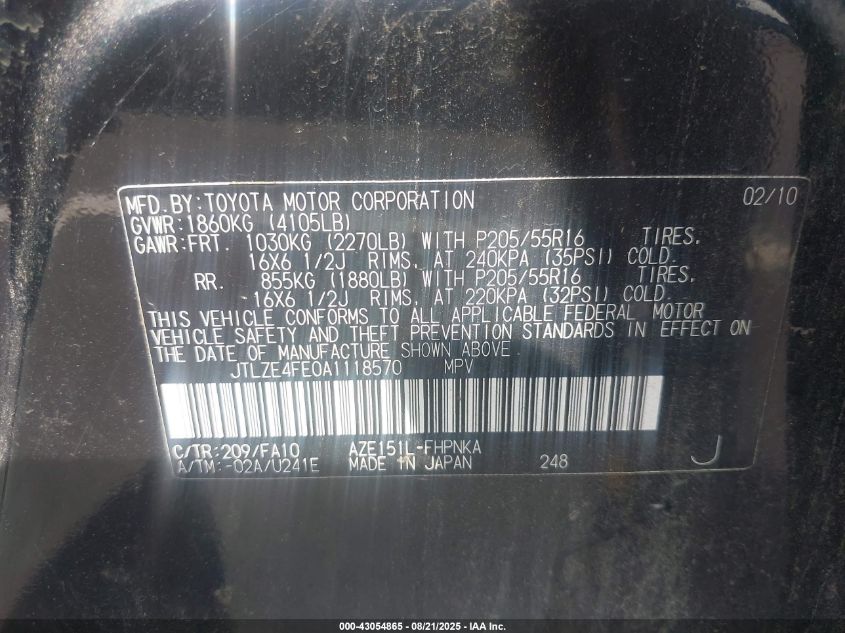 MFD. BY: TOYOTA MOTOR CORPORATION 02/10
GVWR: 1860KG (4105LB)
GAWR: FRT. 1030KG (2270LB) WITH P205/55R16 TIRES,
16X6 1/2J RIMS, AT 240KPA (35PSI) COLD.
RR. 855KG (1880LB) WITH P205/55R16 TIRES,
16X6 1/2J RIMS, AT 220KPA (32PSI) COLD.
THIS VEHICLE CONFORMS TO ALL APPLICABLE FEDERAL MOTOR
VEHICLE SAFETY AND THEFT PREVENTION STANDARDS IN EFFECT ON
THE DATE OF MANUFACTURE SHOWN ABOVE.
JTLZE4FE0A1118570 MPV
C/TR: 209/FA10 AZE151L-FHPNKA
A/TM: -02A/U241E MADE IN JAPAN 248 J
000-43054865 - 08/21/2025 - IAA Inc.